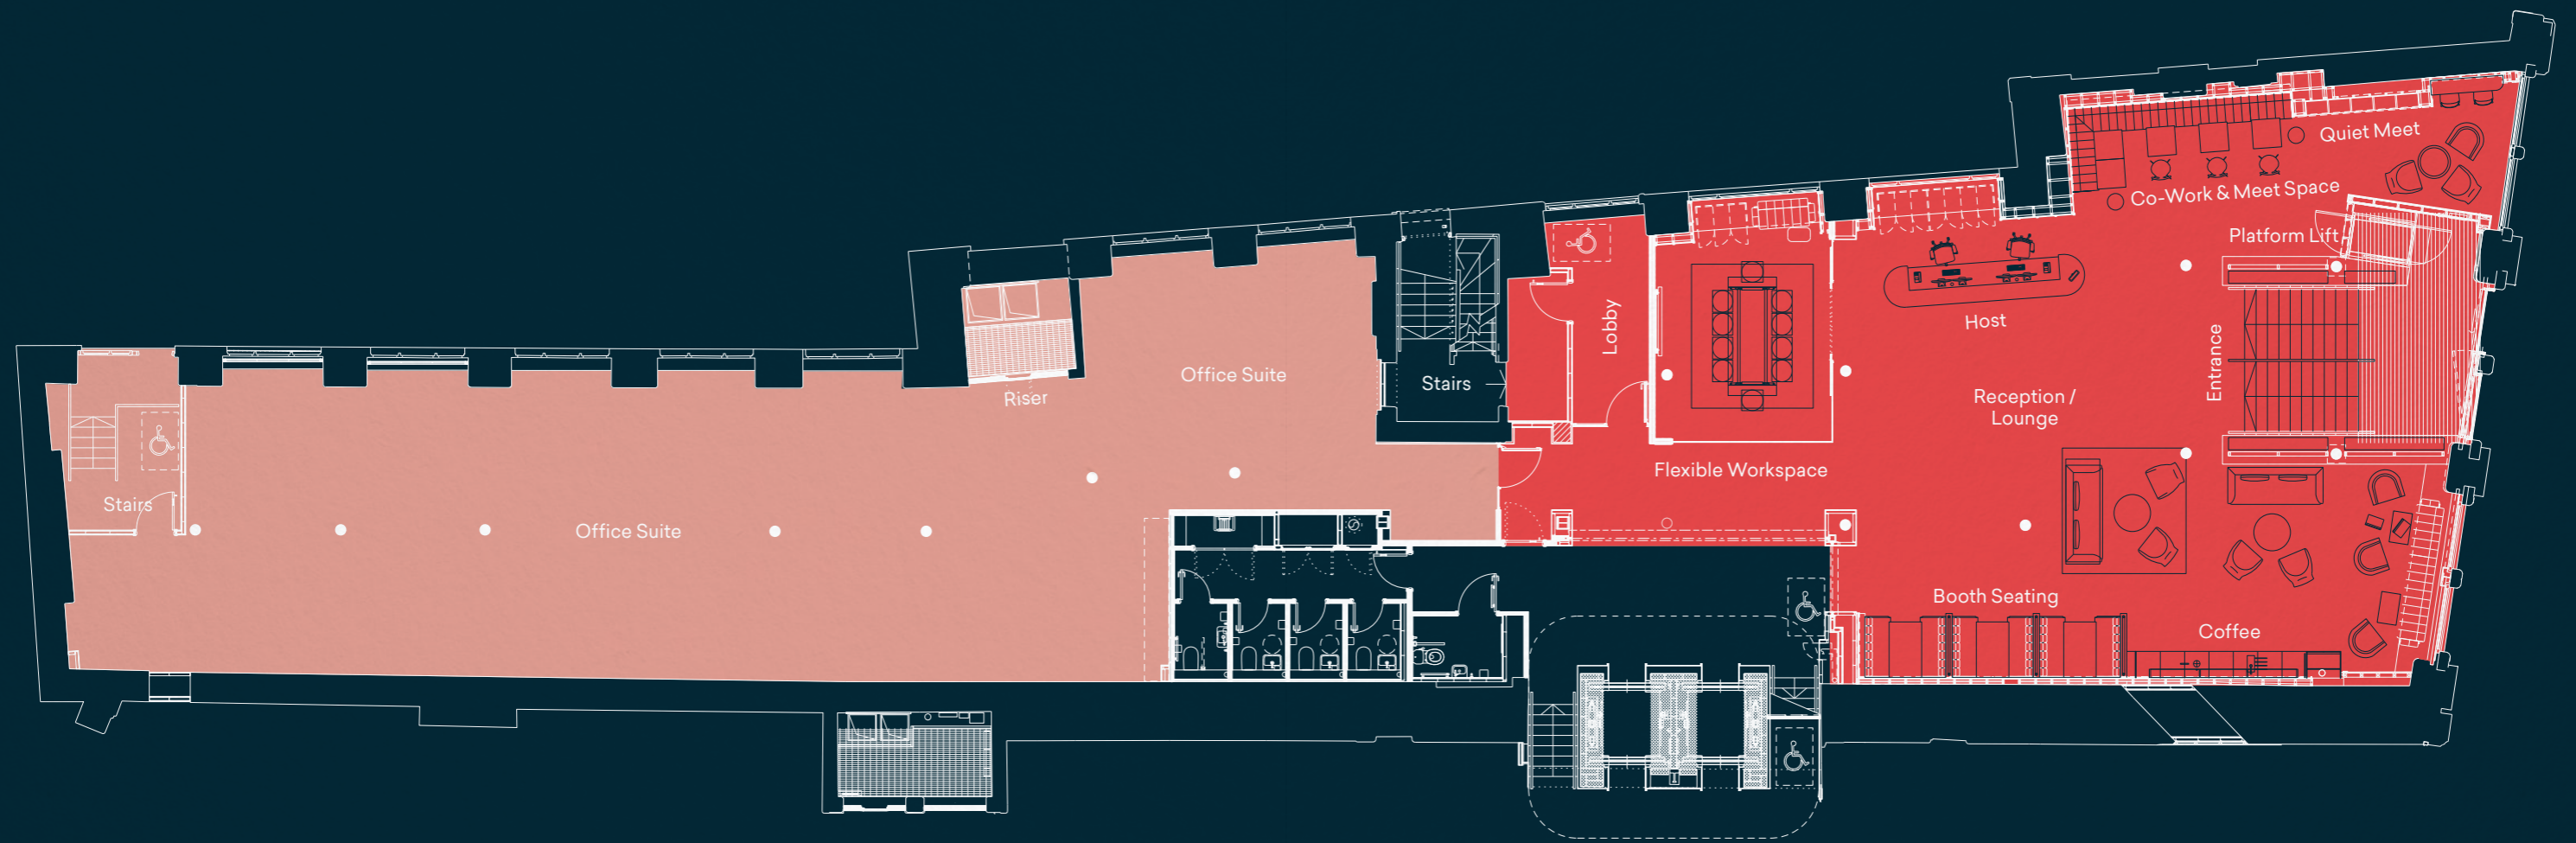 Stairs
Office Suite
Riser
Office Suite
Stairs
Lobby
Flexible Workspace
Host
Reception /
Lounge
Entrance
Platform Lift
Co-Work & Meet Space
Quiet Meet
Booth Seating
Coffee